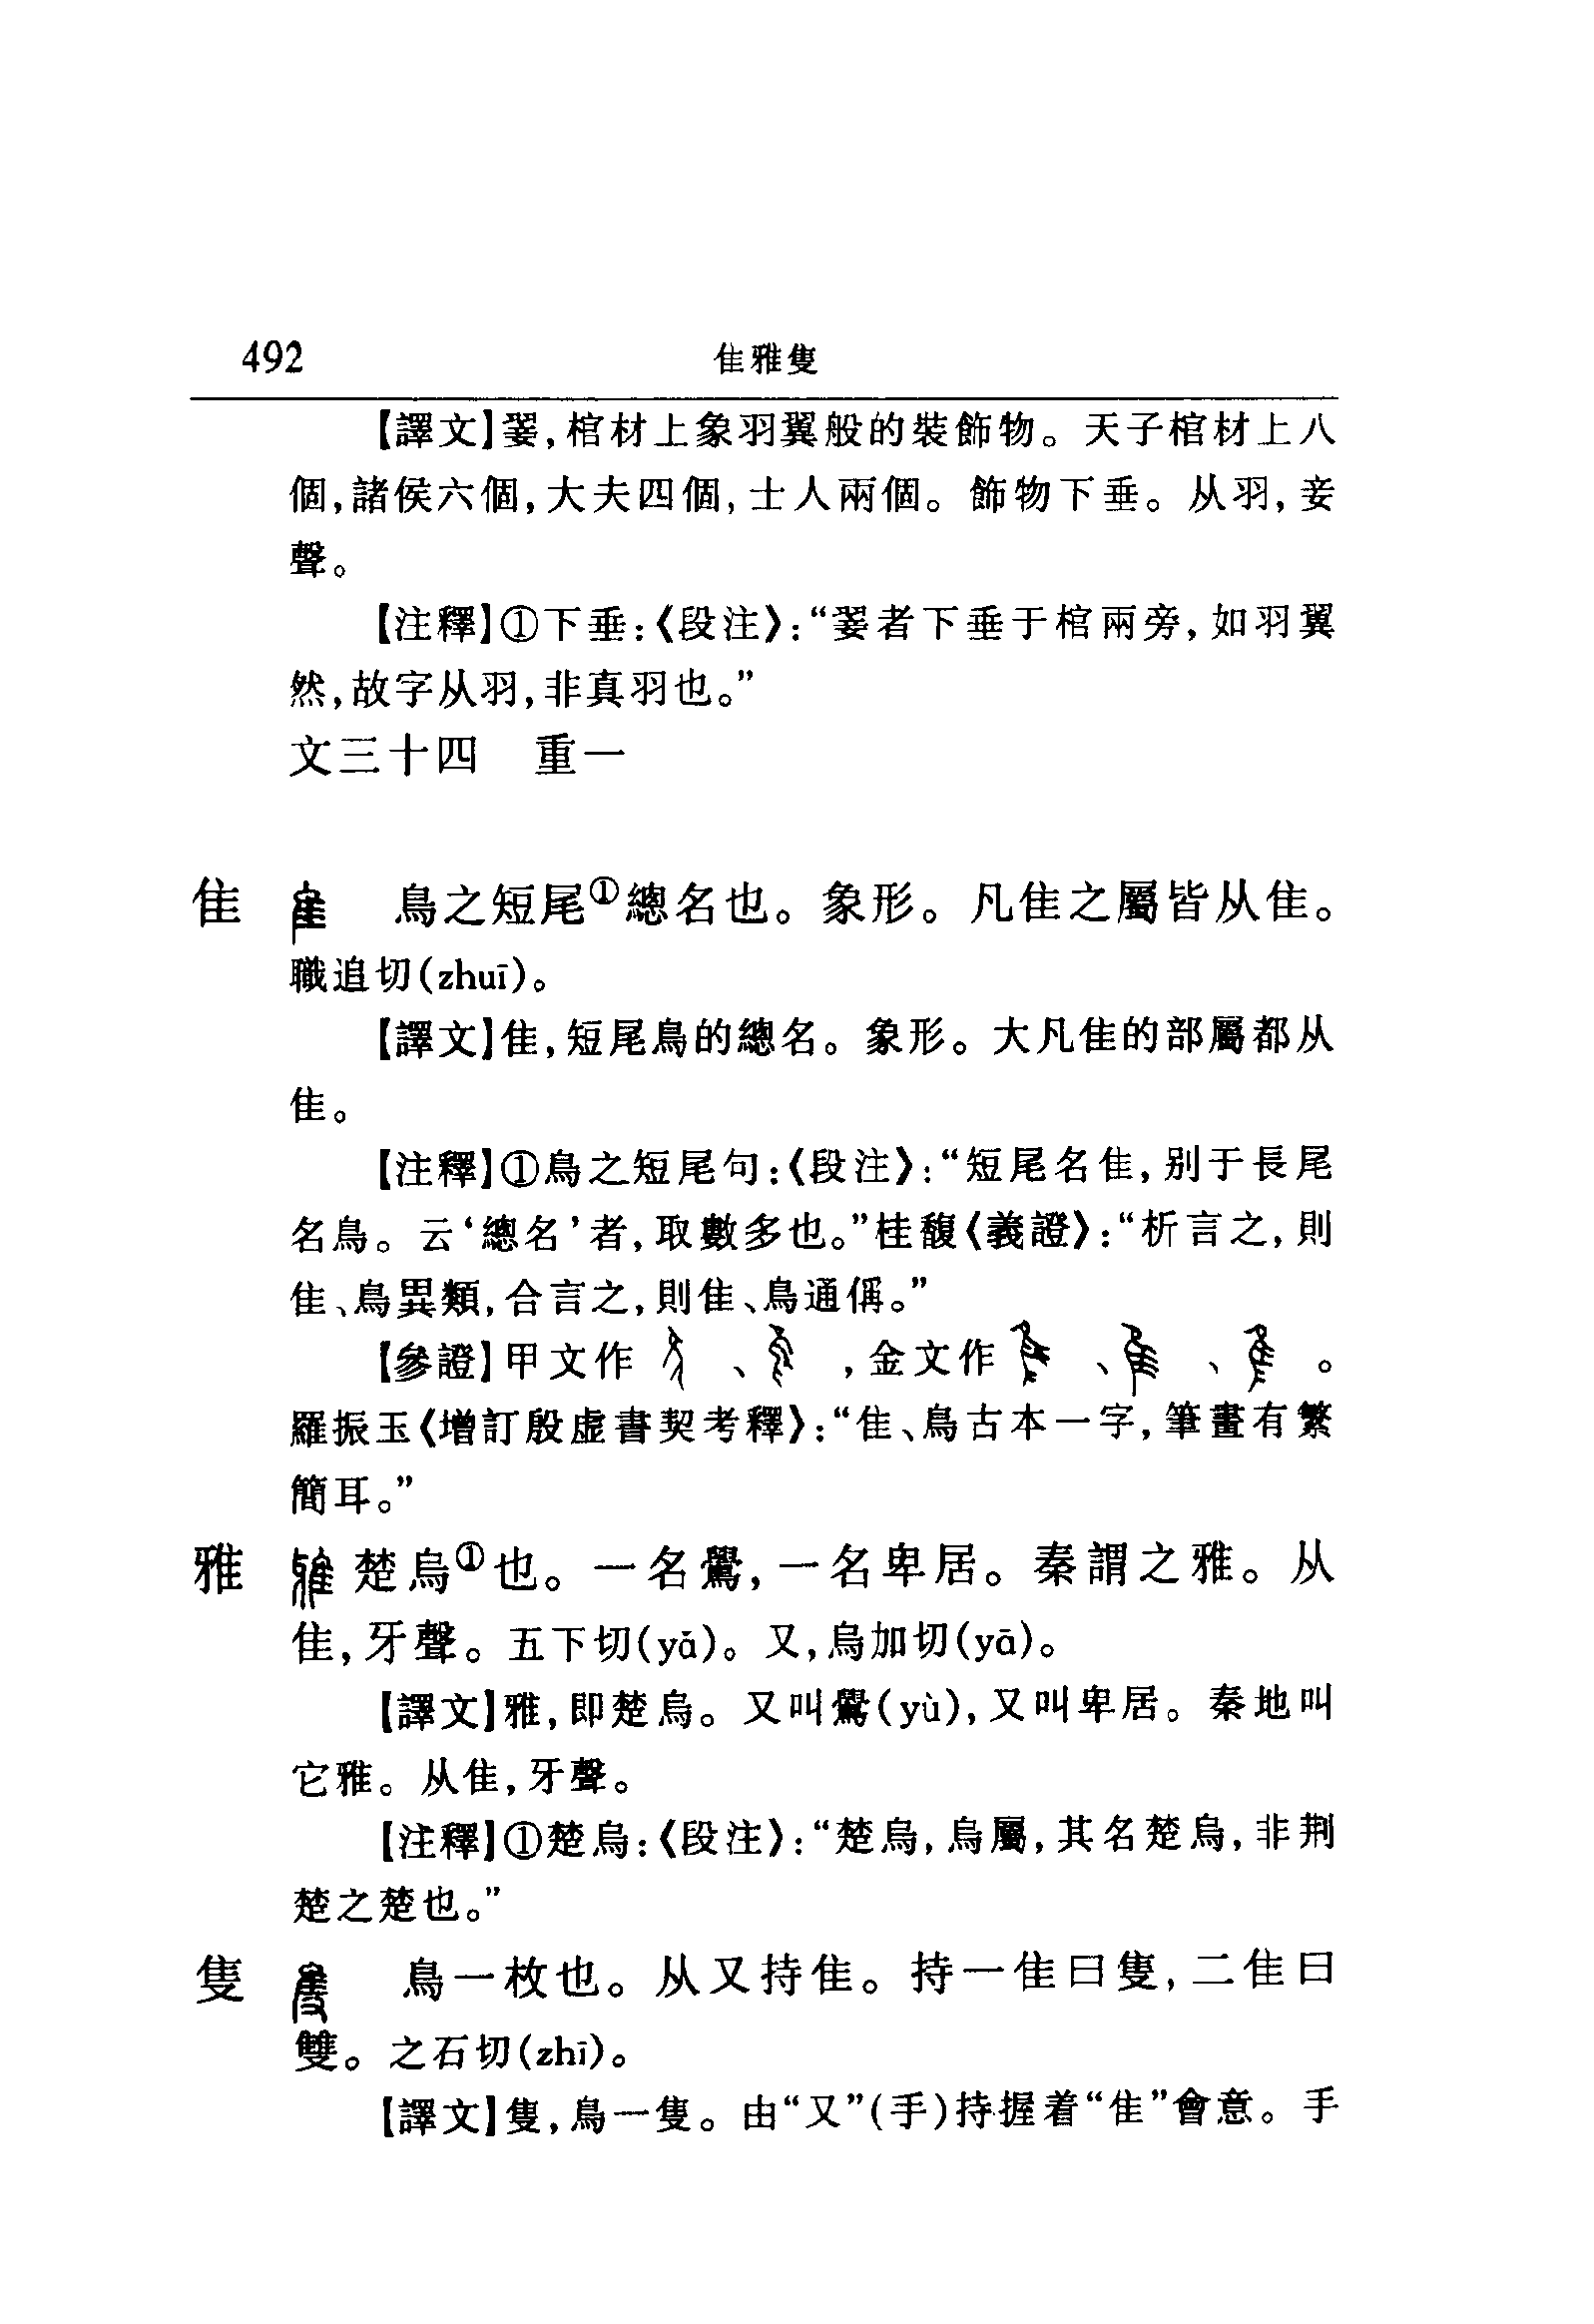 492
隹雅隻
【譯文】翣,棺材上象羽翼般的裝飾物。天子棺材上八
個,諸侯六個,大夫四個,士人兩個。飾物下垂。从羽,妾
聲。
【注釋】①下垂:《段注》:“翣者下垂于棺兩旁,如羽翼
然,故字从羽,非真羽也。”
文三十四 重一
隹 鳥之短尾①總名也。象形。凡隹之屬皆从隹。
職追切(zhuī)。
【譯文】隹,短尾鳥的總名。象形。大凡隹的部屬都从
隹。
【注釋】①鳥之短尾句:《段注》:“短尾名隹,别于長尾
名鳥。云‘總名’者,取數多也。”桂馥《義證》:“析言之,則
隹、鳥異類,合言之,則隹、鳥通偁。”
【參證】甲文作 、 ,金文作 、 、 。
羅振玉《增訂殷虛書契考釋》:“隹、鳥古本一字,筆畫有繁
簡耳。”
雅 楚烏①也。一名鸒,一名卑居。秦謂之雅。从
隹,牙聲。五下切(yǎ)。又,烏加切(yā)。
【譯文】雅,即楚烏。又叫鸒(yù),又叫卑居。秦地叫
它雅。从隹,牙聲。
【注釋】①楚烏:《段注》:“楚烏,烏屬,其名楚烏,非荆
楚之楚也。”
隻 鳥一枚也。从又持隹。持一隹曰隻,二隹曰
雙。之石切(zhī)。
【譯文】隻,鳥一隻。由“又”(手)持握着“隹”會意。手